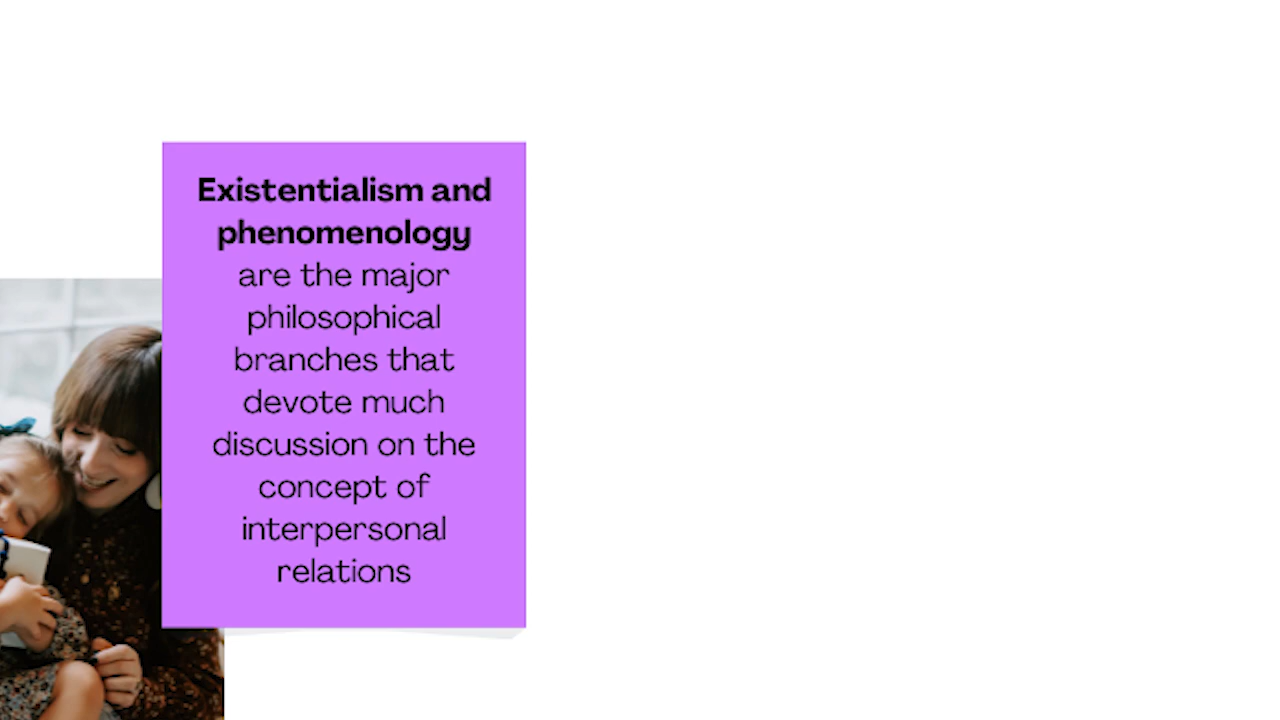 Existentialism and
phenomenology
are the major
philosophical
branches that
devote much
discussion on the
concept of
interpersonal
relations